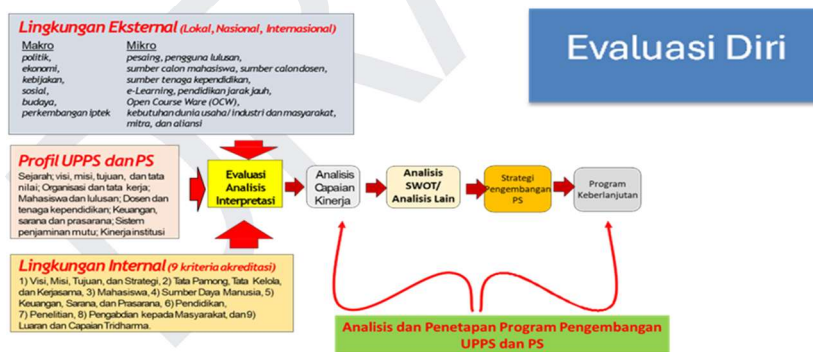 Lingkungan Eksternal (Lokal, Nasional, Internasional)
Makro Mikro
politik, pesaing, pengguna lulusan,
ekonomi, sumber calon mahasiswa, sumber calondosen,
kebijakan, sumber tenaga kependidikan,
sosial, e-Learning, pendidikan jarak jauh,
budaya, Open Course Ware (OCW),
perkembangan Iptek kebutuhandunia usaha/ industri dan masyarakat,
mitra, dan aliansi
Evaluasi Diri
Profil UPPS dan PS
Sejarah; visi, misi, tujuan, dan tata
nilai; Organisasi dan tata kerja;
Mahasiswa dan lulusan; Dosen dan
tenaga kependidikan; Keuangan,
sarana dan prasarana; Sistem
penjaminan mutu; Kinerja institusi
Evaluasi
Analisis
Interpretasi
Analisis
Capaian
Kinerja
Analisis
SWOT/
Analisis Lain
Strategi
Pengembangan
PS
Program
Keberlanjutan
Lingkungan Internal (9 kriteria akreditasi)
1) Visi, Misi, Tujuan, dan Strategi, 2) Tata Pamong, Tata Kelola,
dan Kerjasama, 3) Mahasiswa, 4) Sumber Daya Manusia, 5)
Keuangan, Sarana, dan Prasarana, 6) Pendidikan,
7) Penelitian, 8) Pengabdian kepada Masyarakat, dan 9)
Luaran dan Capaian Tridharma.
Analisis dan Penetapan Program Pengembangan
UPPS dan PS